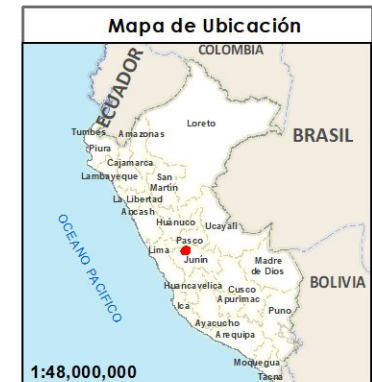 Mapa de Ubicación
COLOMBIA
ECUADOR
Loreto
Tumbes
Amazonas
BRASIL
Piura
Cajamarca
Lambayeque
San
Martin
La Libertad
Ancash
Huánuco
Ucayali
OCEANO PACIFICO
Pasco
Lima
Junín
Madre
de Dios
BOLIVIA
Huancavelica
Cusco
Ica
Apurimac
Puno
Ayacucho
Arequipa
Moquegua
1:48,000,000
Tacna